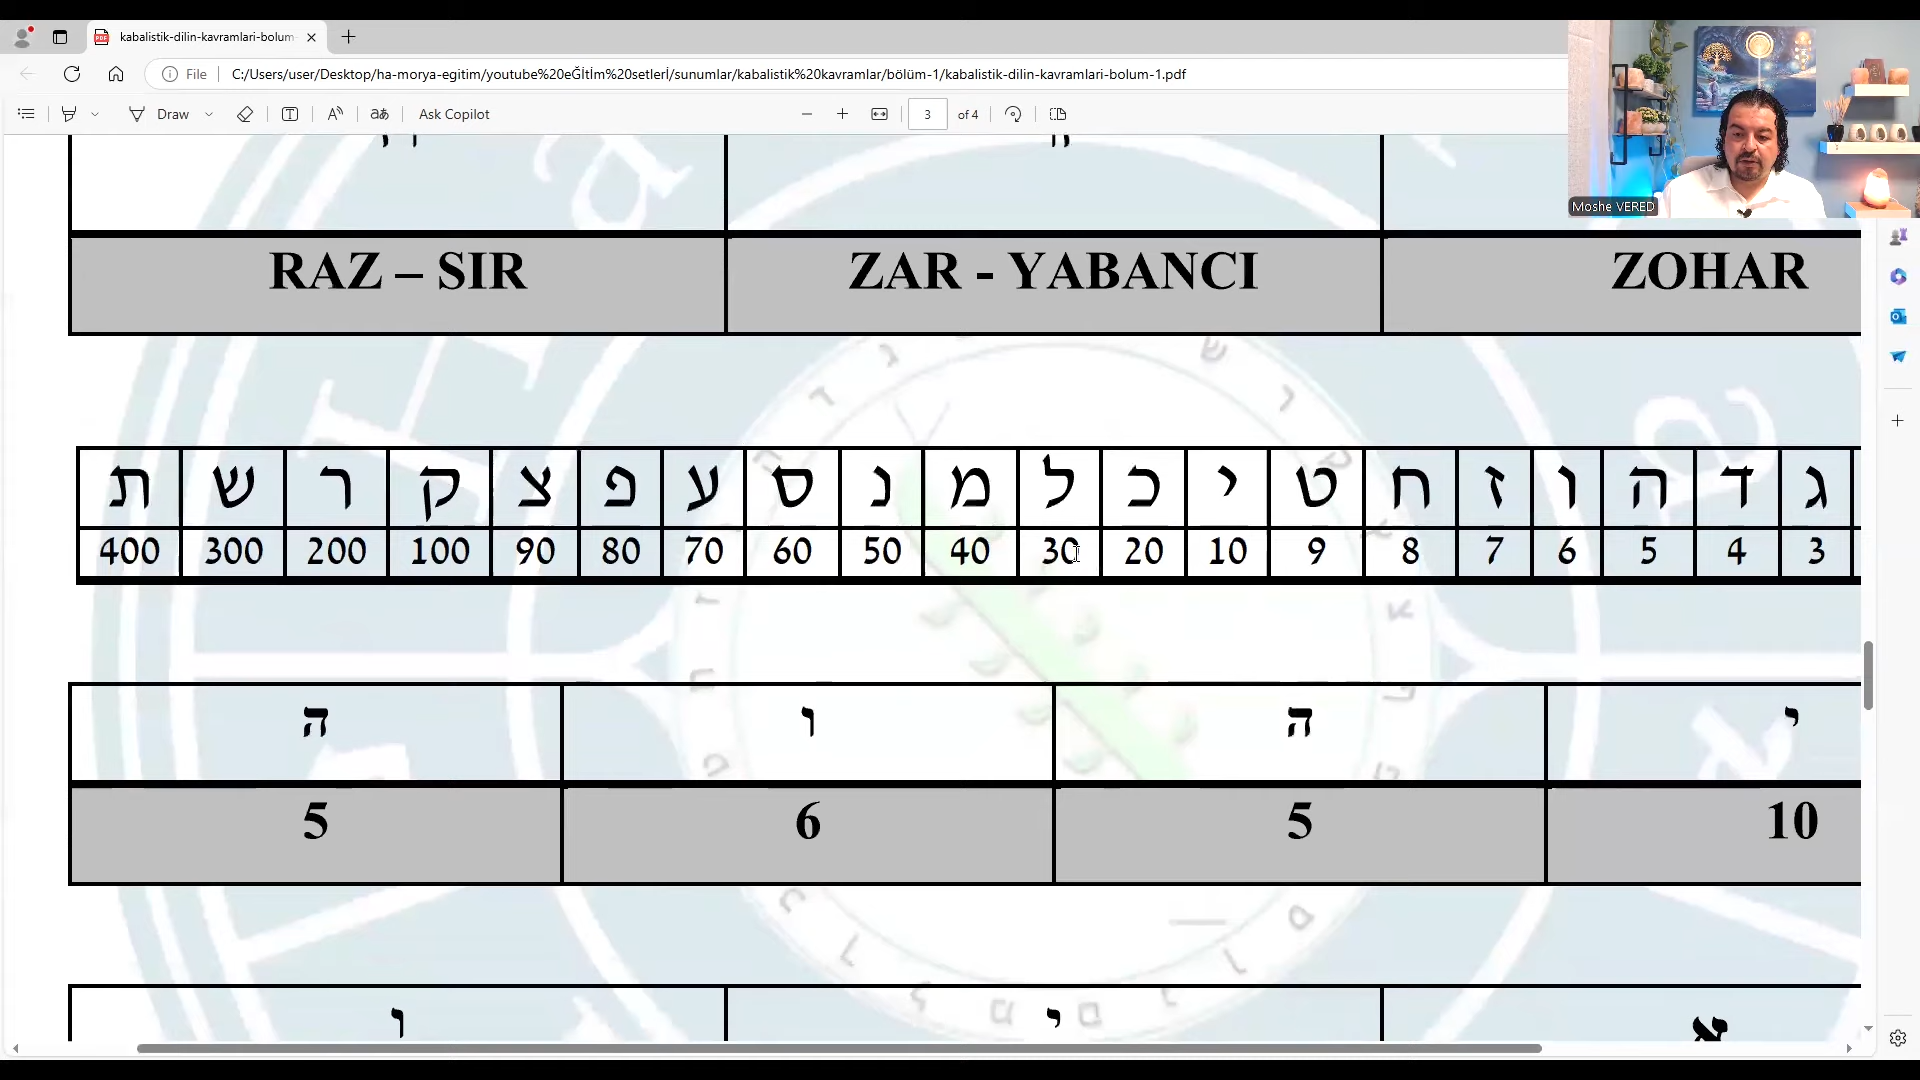 kabalistik-dilin-kavramlari-bolum-
File
C:/Users/user/Desktop/ha-morya-egitim/youtube%20eĞİtİm%20setlerİ/sunumlar/kabalistik%20kavramlar/bölüm-1/kabalistik-dilin-kavramlari-bolum-1.pdf
Draw
Ask Copilot
3 of 4
Moshe VERED
RAZ – SIR ZAR - YABANCI ZOHAR
ג ד ה ו ז ח ט י כ ל מ נ ס ע פ צ ק ר ש ת
400 300 200 100 90 80 70 60 50 40 30 20 10 9 8 7 6 5 4 3
י ה ו ה
5 6 5 10
א י ו